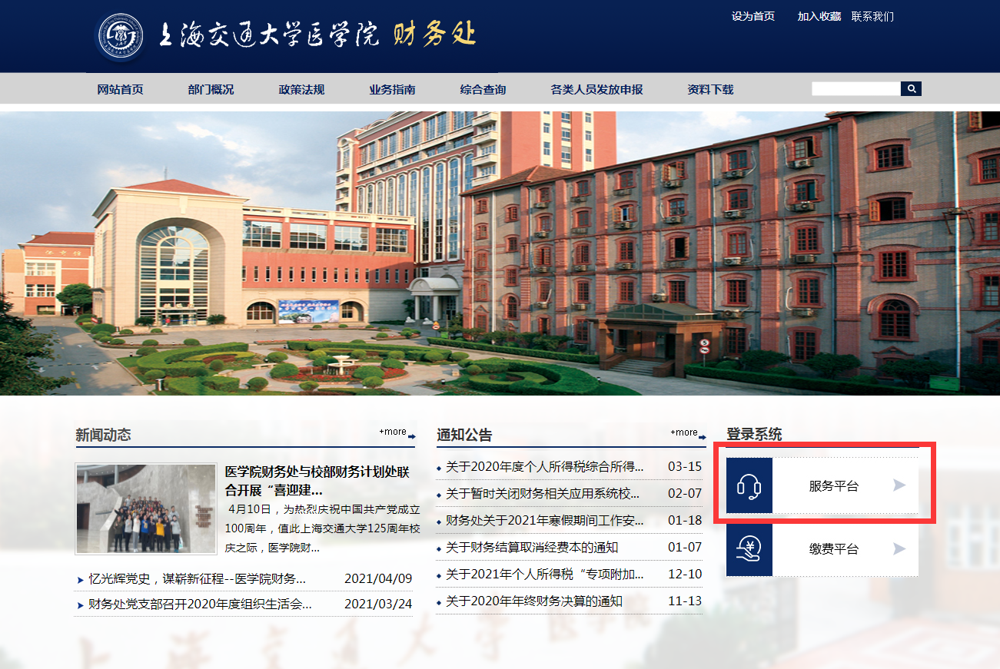 上海交通大学医学院 财务处
设为首页 加入收藏 联系我们
网站首页 部门概况 政策法规 业务指南 综合查询 各类人员发放申报 资料下载
新闻动态 +more
医学院财务处与校部财务计划处联
合开展“喜迎建...
4月10日，为热烈庆祝中国共产党成立
100周年，值此上海交通大学125周年校
庆之际，医学院财...
忆光辉党史，谋崭新征程--医学院财务... 2021/04/09
财务处党支部召开2020年度组织生活会... 2021/03/24
通知公告 +more
关于2020年度个人所得税综合所得... 03-15
关于暂时关闭财务相关应用系统校... 02-07
财务处关于2021年寒假期间工作安... 01-18
关于财务结算取消经费本的通知 01-07
关于2021年个人所得税“专项附加... 12-10
关于2020年年终财务决算的通知 11-13
登录系统
服务平台
缴费平台
上海交通大学医学院